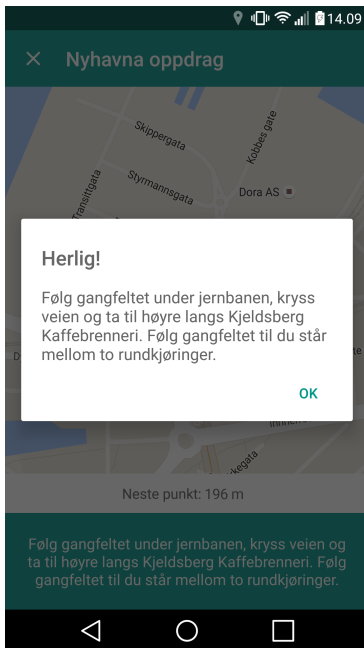 14.09
Nyhavna oppdrag
Skippergata
Kobbes gate
Styrmannsgata
Transittgata
Dora AS
Herlig!
Følg gangfeltet under jernbanen, kryss
veien og ta til høyre langs Kjeldsberg
Kaffebrenneri. Følg gangfeltet til du står
mellom to rundkjøringer.
OK
Neste punkt: 196 m
Følg gangfeltet under jernbanen, kryss veien og
ta til høyre langs Kjeldsberg Kaffebrenneri. Følg
gangfeltet til du står mellom to rundkjøringer.